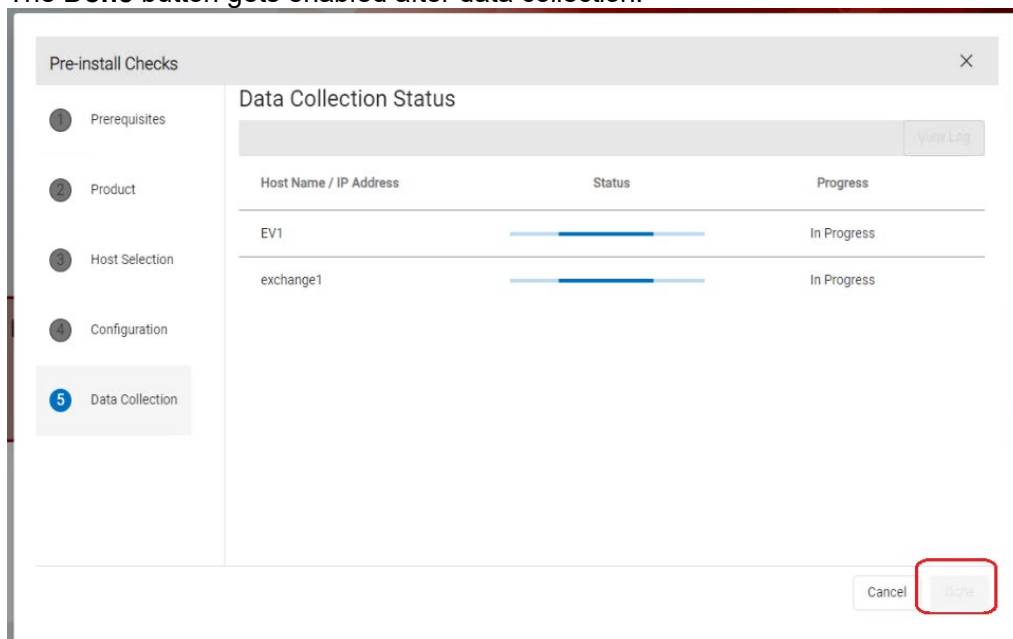 The Done button gets enabled after data collection.
Pre-install Checks
Data Collection Status
1 Prerequisites
View Log
2 Product
Host Name / IP Address Status Progress
EV1 In Progress
3 Host Selection
exchange1 In Progress
4 Configuration
5 Data Collection
Cancel Done